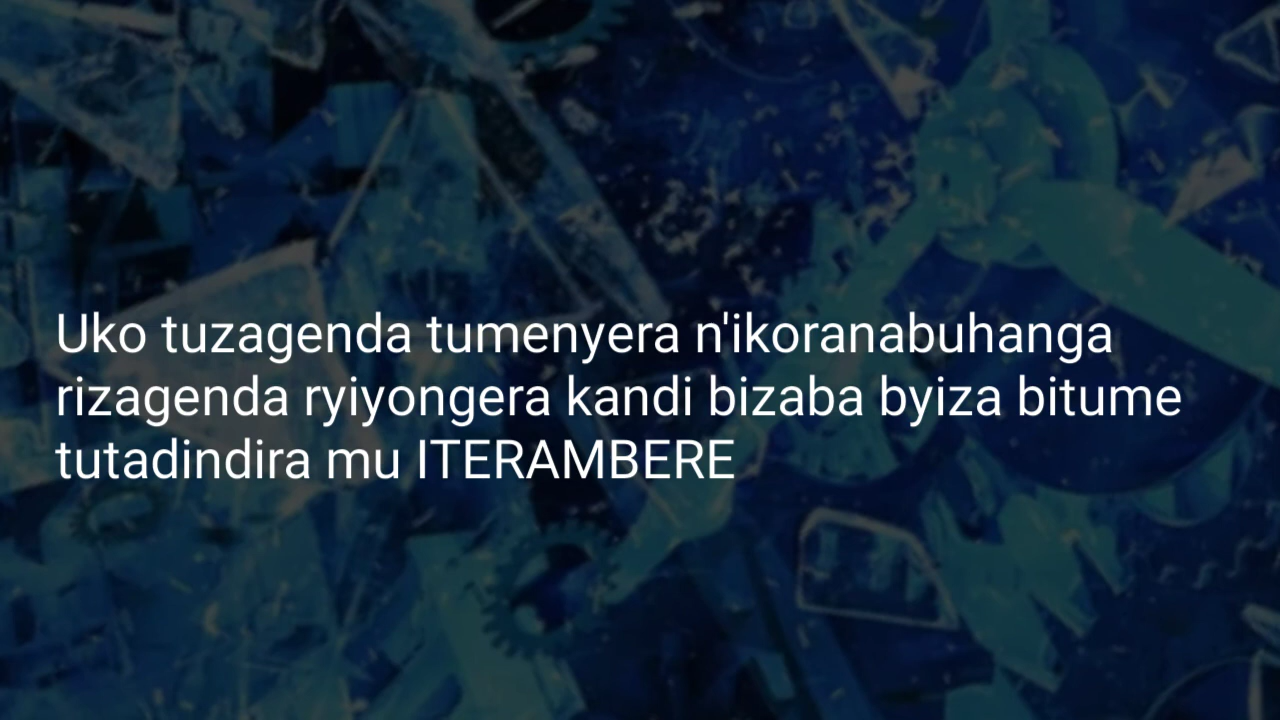 Uko tuzagenda tumenyera n'ikoranabuhanga
rizagenda ryiyongera kandi bizaba byiza bitume
tutadindira mu ITERAMBERE